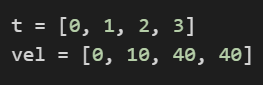 t = [0, 1, 2, 3]
vel = [0, 10, 40, 40]